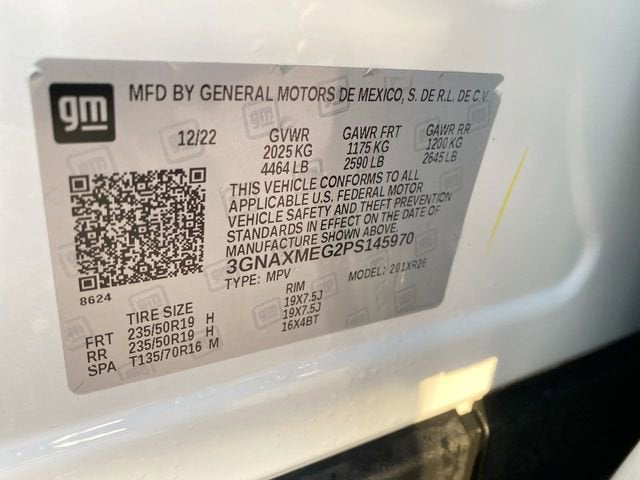 gm
MFD BY GENERAL MOTORS DE MEXICO, S. DE R.L. DE C.V.
12/22 GVWR GAWR FRT GAWR RR
2025 KG 1175 KG 1200 KG
4464 LB 2590 LB 2645 LB
THIS VEHICLE CONFORMS TO ALL
APPLICABLE U.S. FEDERAL MOTOR
VEHICLE SAFETY AND THEFT PREVENTION
STANDARDS IN EFFECT ON THE DATE OF
MANUFACTURE SHOWN ABOVE.
3GNAXMEG2PS145970
TYPE: MPV MODEL: 201XR26
8624
TIRE SIZE RIM
FRT 235/50R19 H 19X7.5J
RR 235/50R19 H 19X7.5J
SPA T135/70R16 M 16X4BT